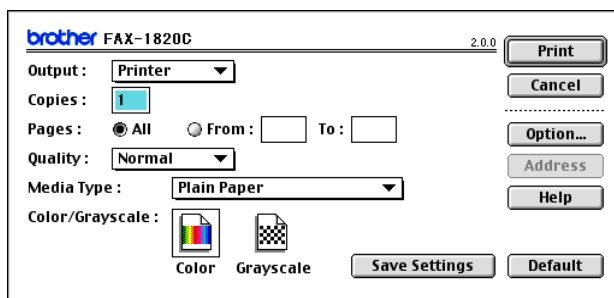 brother FAX-1820C 2.0.0
Print
Output : Printer
Cancel
Copies : 1
Pages : All From : To :
Option...
Quality : Normal
Address
Media Type : Plain Paper
Help
Color/Grayscale :
Color Grayscale
Save Settings Default